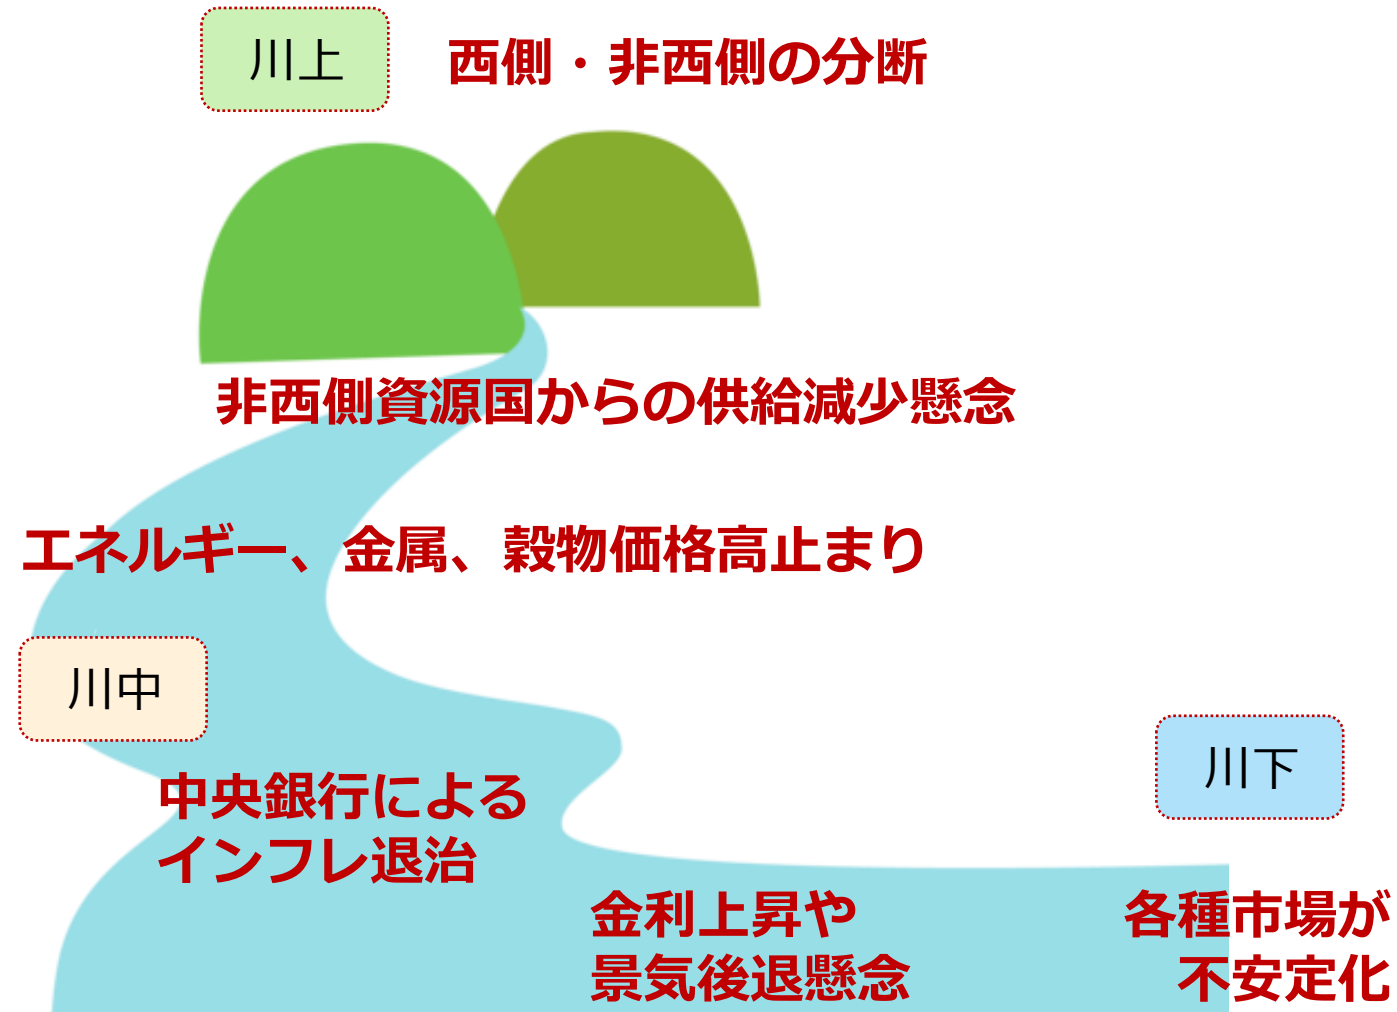 川上
西側・非西側の分断
非西側資源国からの供給減少懸念
エネルギー、金属、穀物価格高止まり
川中
川下
中央銀行による
インフレ退治
金利上昇や
景気後退懸念
各種市場が
不安定化